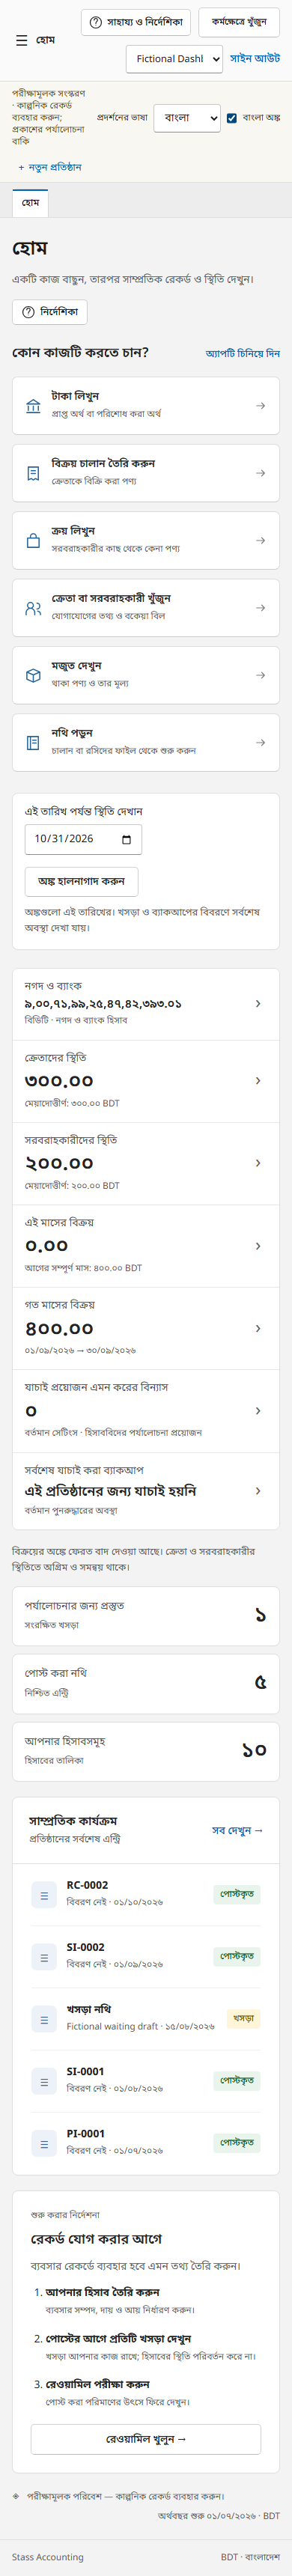 ☰ হোম
সাহায্য ও নির্দেশিকা
কর্মক্ষেত্রে খুঁজুন
Fictional Dashl
সাইন আউট
পরীক্ষামূলক সংস্করণ
· কাল্পনিক রেকর্ড
ব্যবহার করুন;
প্রকাশের পর্যালোচনা
বাকি
প্রদর্শনের ভাষা
বাংলা
বাংলা অঙ্ক
+ নতুন প্রতিষ্ঠান
হোম
হোম
একটি কাজ বাছুন, তারপর সাম্প্রতিক রেকর্ড ও স্থিতি দেখুন।
নির্দেশিকা
কোন কাজটি করতে চান?
অ্যাপটি চিনিয়ে দিন
টাকা লিখুন
প্রাপ্ত অর্থ বা পরিশোধ করা অর্থ
বিক্রয় চালান তৈরি করুন
ক্রেতাকে বিক্রি করা পণ্য
ক্রয় লিখুন
সরবরাহকারীর কাছ থেকে কেনা পণ্য
ক্রেতা বা সরবরাহকারী খুঁজুন
যোগাযোগের তথ্য ও বকেয়া বিল
মজুত দেখুন
থাকা পণ্য ও তার মূল্য
নথি পড়ুন
চালান বা রসিদের ফাইল থেকে শুরু করুন
এই তারিখ পর্যন্ত স্থিতি দেখান
10/31/2026
অঙ্ক হালনাগাদ করুন
অঙ্কগুলো এই তারিখের। খসড়া ও ব্যাকআপের বিবরণে সর্বশেষ
অবস্থা দেখা যায়।
নগদ ও ব্যাংক
৯,০০,৭১,৯৯,২৫,৪৭,৪২,৩৯৩.০১
বিডিটি · নগদ ও ব্যাংক হিসাব
ক্রেতাদের স্থিতি
৩০০.০০
মেয়াদোত্তীর্ণ: ৩০০.০০ BDT
সরবরাহকারীদের স্থিতি
২০০.০০
মেয়াদোত্তীর্ণ: ২০০.০০ BDT
এই মাসের বিক্রয়
০.০০
আগের সম্পূর্ণ মাস: ৪০০.০০ BDT
গত মাসের বিক্রয়
৪০০.০০
০১/০৯/২০২৬ – ৩০/০৯/২০২৬
যাচাই প্রয়োজন এমন করের বিন্যাস
০
বর্তমান সেটিংস · হিসাববিদের পর্যালোচনা প্রয়োজন
সর্বশেষ যাচাই করা ব্যাকআপ
এই প্রতিষ্ঠানের জন্য যাচাই হয়নি
বর্তমান পুনরুদ্ধারের অবস্থা
বিক্রয়ের অঙ্কে ফেরত বাদ দেওয়া আছে। ক্রেতা ও সরবরাহকারীর
স্থিতিতে অগ্রিম ও সমন্বয় থাকে।
পর্যালোচনার জন্য প্রস্তুত
সংরক্ষিত খসড়া
১
পোস্ট করা নথি
নিশ্চিত এন্ট্রি
৫
আপনার হিসাবসমূহ
হিসাবের তালিকা
১০
সাম্প্রতিক কার্যক্রম
প্রতিষ্ঠানের সর্বশেষ এন্ট্রি
সব দেখুন →
RC-0002
বিবরণ নেই · ০১/১০/২০২৬
পোস্টকৃত
SI-0002
বিবরণ নেই · ০১/০৯/২০২৬
পোস্টকৃত
খসড়া নথি
Fictional waiting draft · ১৫/০৮/২০২৬
খসড়া
SI-0001
বিবরণ নেই · ০১/০৮/২০২৬
পোস্টকৃত
PI-0001
বিবরণ নেই · ০১/০৭/২০২৬
পোস্টকৃত
শুরু করার নির্দেশনা
রেকর্ড যোগ করার আগে
ব্যবসার রেকর্ডে ব্যবহার হবে এমন তথ্য তৈরি করুন।
1. আপনার হিসাব তৈরি করুন
ব্যবসার সম্পদ, দায় ও আয় নির্ধারণ করুন।
2. পোস্টের আগে প্রতিটি খসড়া দেখুন
খসড়া আপনার কাজ রাখে; হিসাবের স্থিতি পরিবর্তন করে না।
3. রেওয়ামিল পরীক্ষা করুন
পোস্ট করা পরিমাণের উৎসে ফিরে দেখুন।
রেওয়ামিল খুলুন →
পরীক্ষামূলক পরিবেশ — কাল্পনিক রেকর্ড ব্যবহার করুন।
অর্থবছর শুরু ০১/০৭/২০২৬ · BDT
Stass Accounting
BDT · বাংলাদেশ